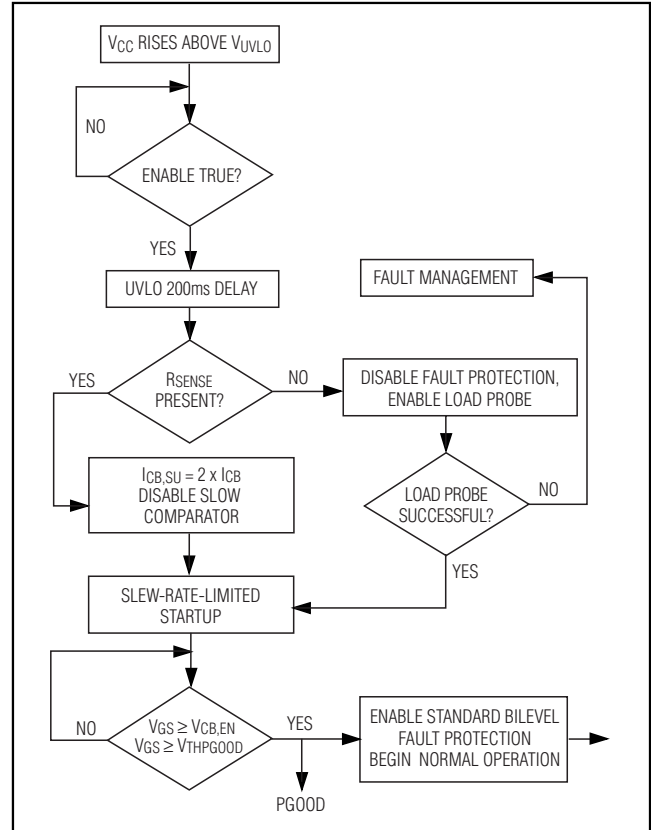 VCC RISES ABOVE VUVLO
NO
ENABLE TRUE?
YES
UVLO 200ms DELAY
FAULT MANAGEMENT
YES
RSENSE
PRESENT?
NO
DISABLE FAULT PROTECTION,
ENABLE LOAD PROBE
ICB,SU = 2 x ICB
DISABLE SLOW
COMPARATOR
LOAD PROBE
SUCCESSFUL?
NO
YES
SLEW-RATE-LIMITED
STARTUP
NO
VGS ≥ VCB,EN
VGS ≥ VTHPGOOD
YES
PGOOD
ENABLE STANDARD BILEVEL
FAULT PROTECTION
BEGIN NORMAL OPERATION